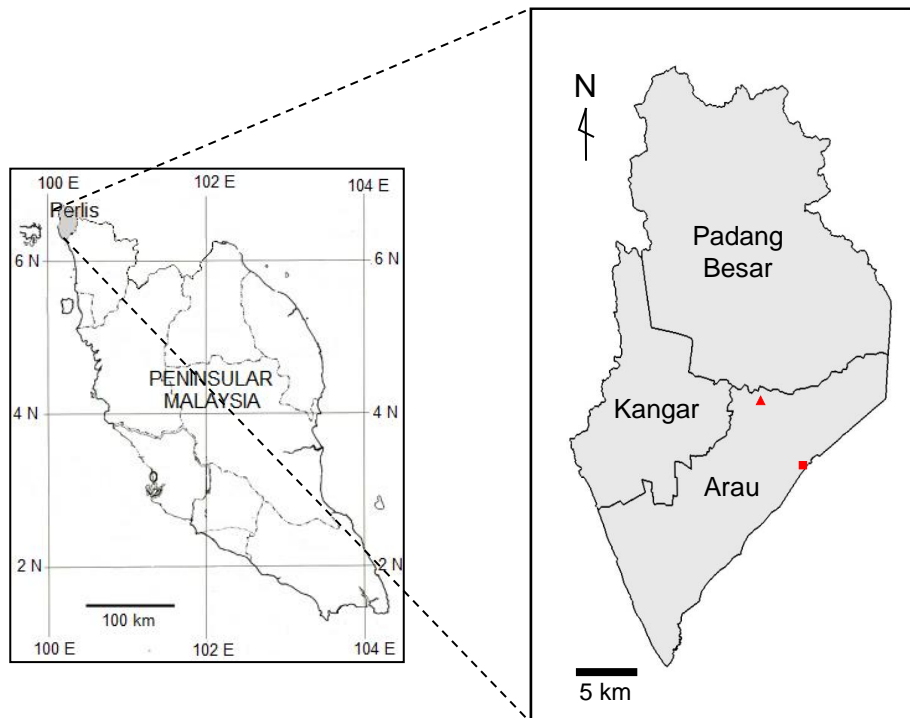 100 E
102 E
104 E
Perlis
6 N
6 N
PENINSULAR
MALAYSIA
4 N
4 N
2 N
2 N
100 km
100 E
102 E
104 E
N
Padang
Besar
Kangar
Arau
5 km